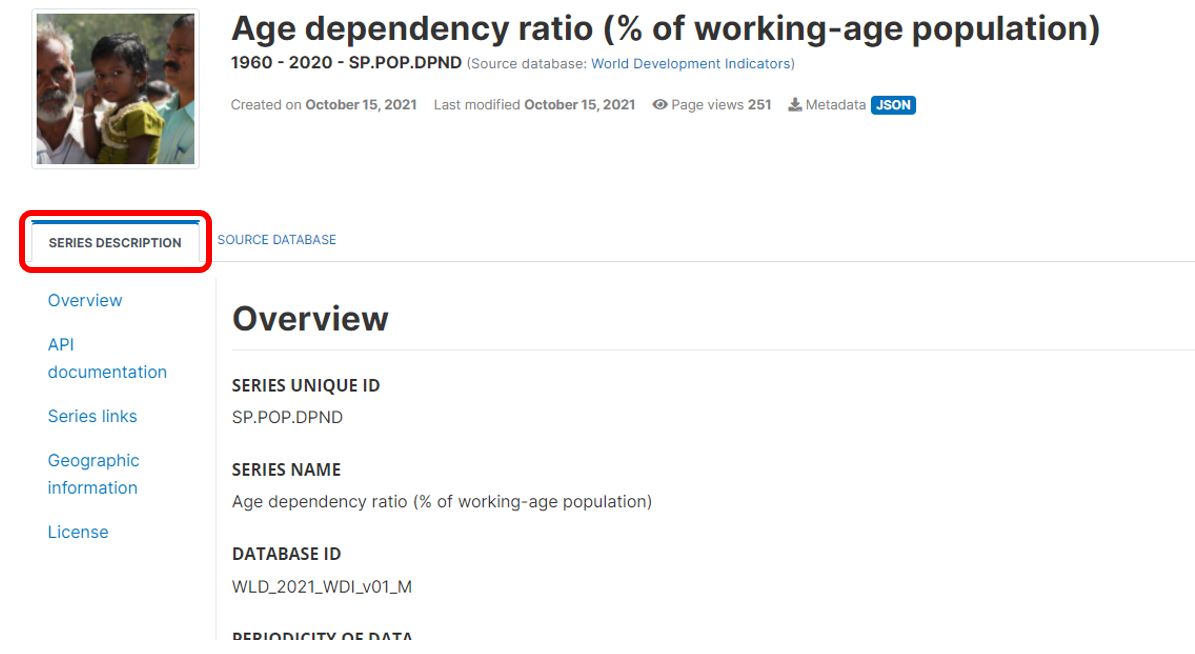 Age dependency ratio (% of working-age population)
1960 - 2020 - SP.POP.DPND (Source database: World Development Indicators)
Created on October 15, 2021 Last modified October 15, 2021 Page views 251 Metadata JSON
SERIES DESCRIPTION SOURCE DATABASE
Overview
API
documentation
Series links
Geographic
information
License
Overview
SERIES UNIQUE ID
SP.POP.DPND
SERIES NAME
Age dependency ratio (% of working-age population)
DATABASE ID
WLD_2021_WDI_v01_M
PERIODICITY OF DATA